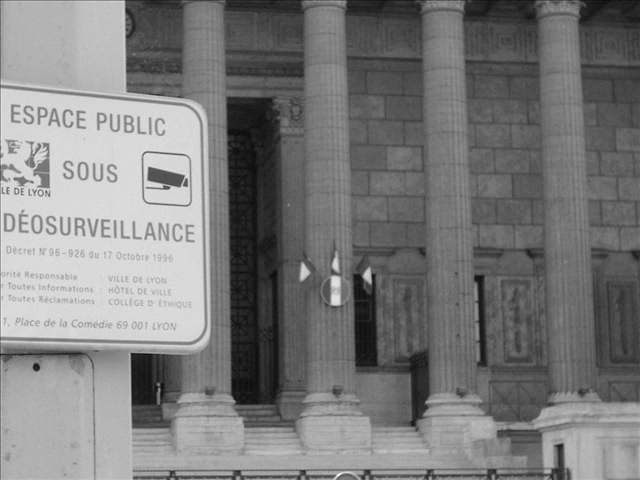 ESPACE PUBLIC
LE DE LYON
SOUS
DÉOSURVEILLANCE
Décret N°96-926 du 17 Octobre 1996
orité Responsable : VILLE DE LYON
r Toutes Informations : HÔTEL DE VILLE
r Toutes Réclamations : COLLÈGE D'ÉTHIQUE
1, Place de la Comédie 69 001 LYON